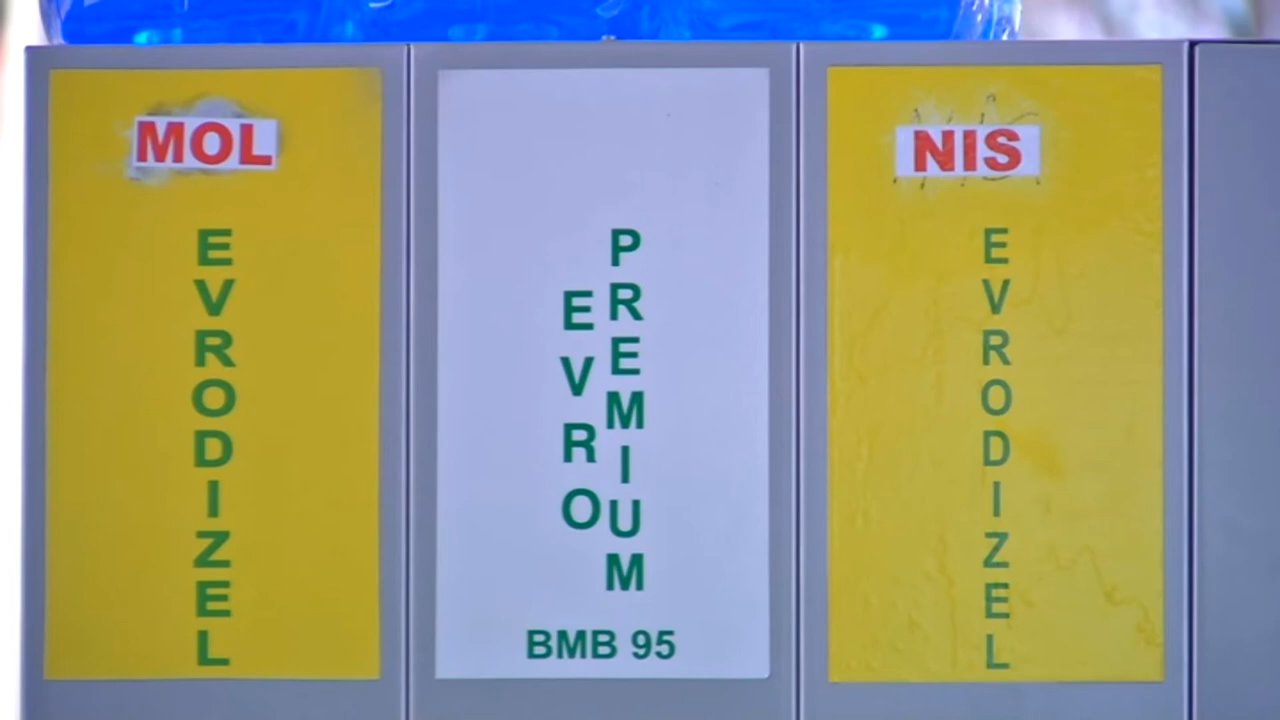 MOL
EVRODIZEL
EVRO
PREMIUM
BMB 95
NIS
EVRODIZEL